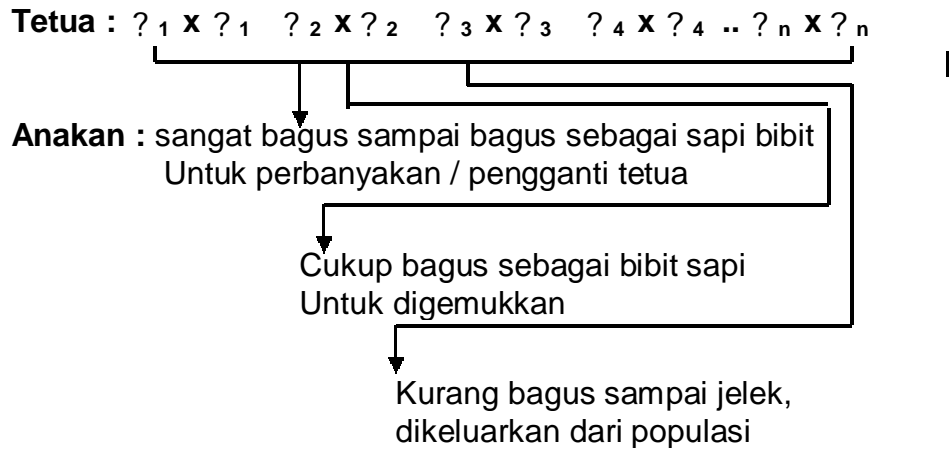 Tetua : ? 1 x ? 1 ? 2 x ? 2 ? 3 x ? 3 ? 4 x ? 4 .. ? n x ? n
Anakan : sangat bagus sampai bagus sebagai sapi bibit
Untuk perbanyakan / pengganti tetua
Cukup bagus sebagai bibit sapi
Untuk digemukkan
Kurang bagus sampai jelek,
dikeluarkan dari populasi